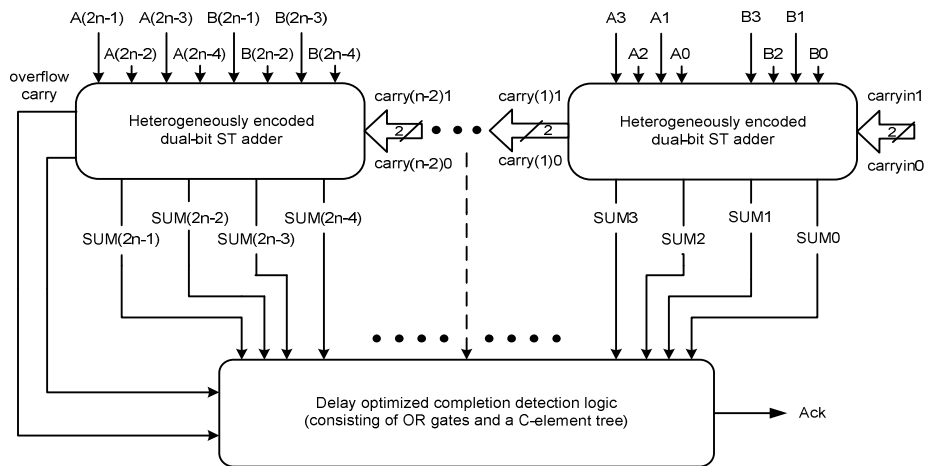 A(2n-1) A(2n-3) B(2n-1) B(2n-3)
A3 A1 B3 B1
A(2n-2) A(2n-4) B(2n-2) B(2n-4)
A2 A0 B2 B0
overflow
carry
carry(n-2)1
carry(1)1
carryin1
Heterogeneously encoded
dual-bit ST adder
2
2
Heterogeneously encoded
dual-bit ST adder
2
carry(n-2)0
carry(1)0
carryin0
SUM(2n-1)
SUM(2n-2)
SUM(2n-3)
SUM(2n-4)
SUM3
SUM2
SUM1
SUM0
Delay optimized completion detection logic
(consisting of OR gates and a C-element tree)
Ack